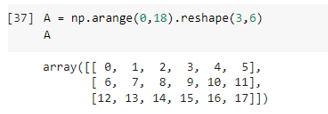 [37] A = np.arange(0,18).reshape(3,6)
A
array([[ 0, 1, 2, 3, 4, 5],
[ 6, 7, 8, 9, 10, 11],
[12, 13, 14, 15, 16, 17]])